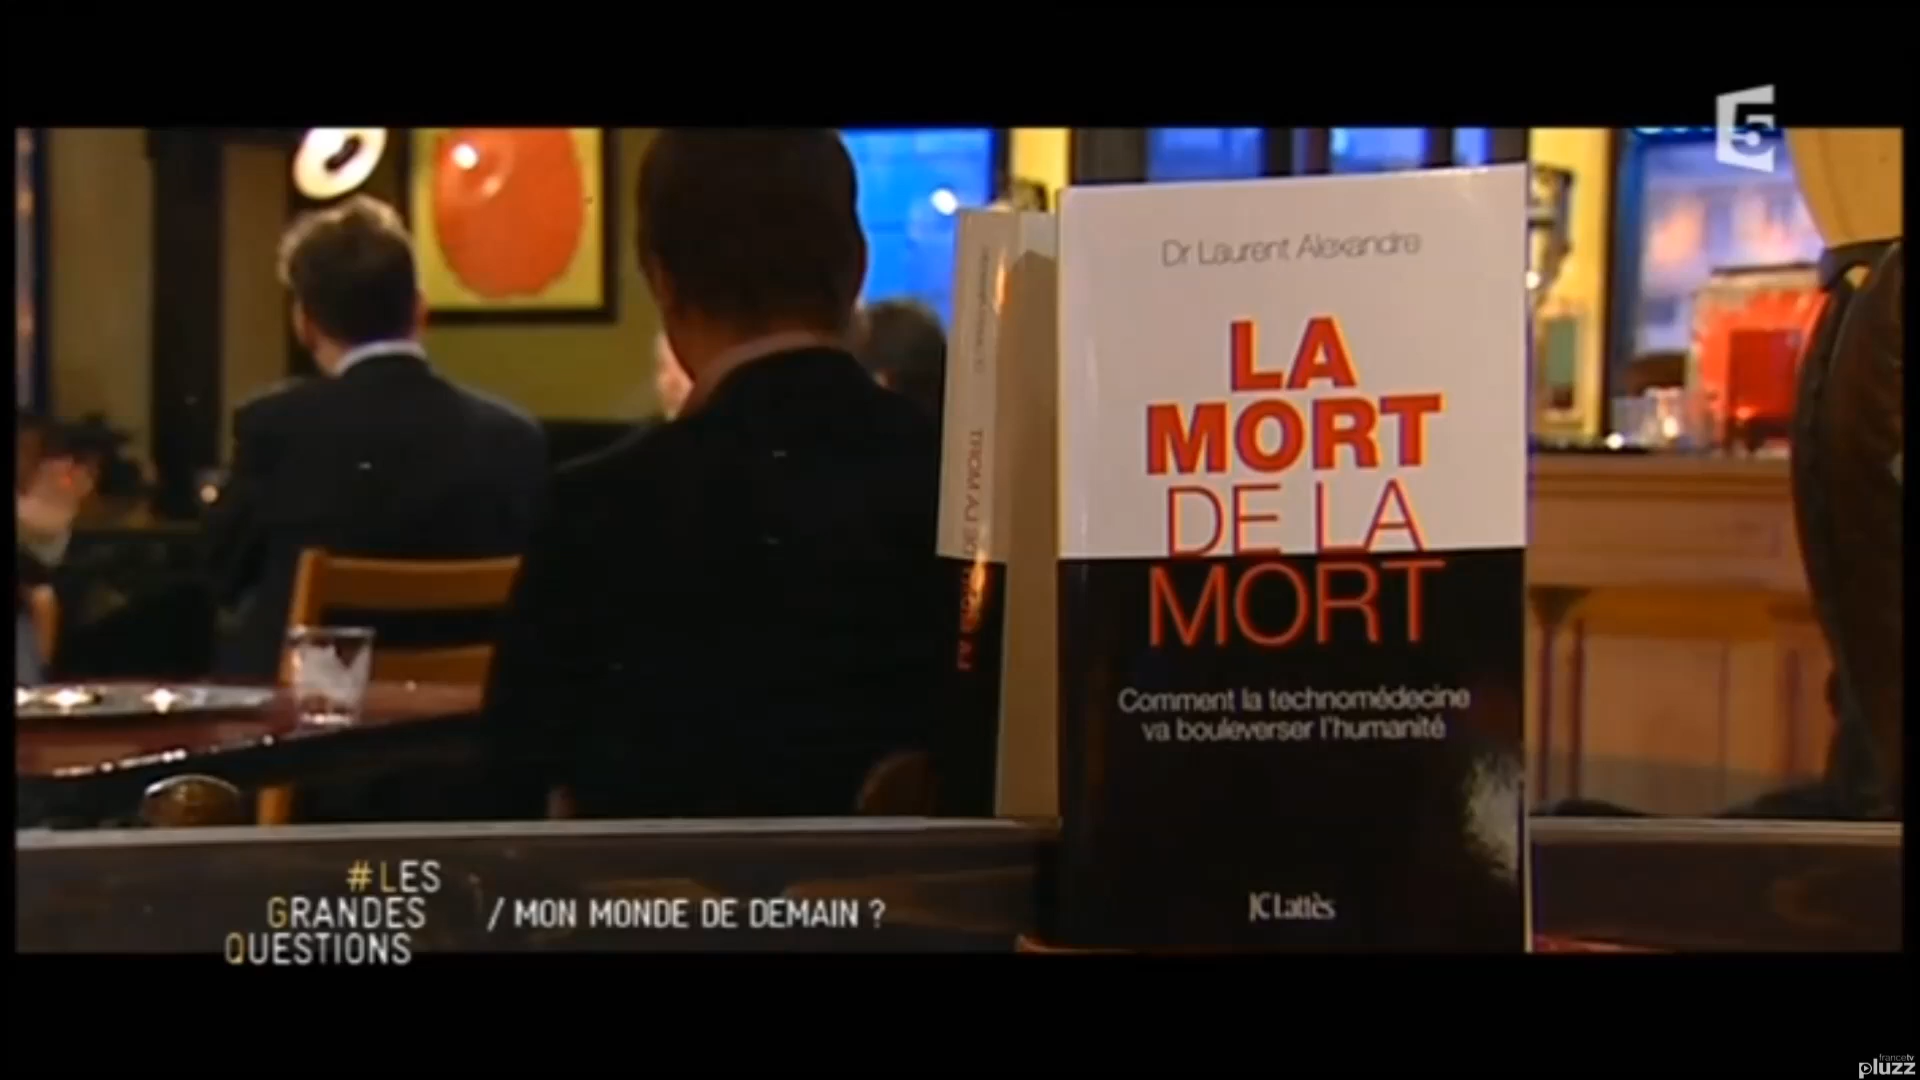 5
Dr Laurent Alexandre
LA
MORT
DE LA
MORT
Comment la technomédecine
va bouleverser l'humanité
JC Lattès
#LES
GRANDES
QUESTIONS
/ MON MONDE DE DEMAIN ?
francetv
pluzz